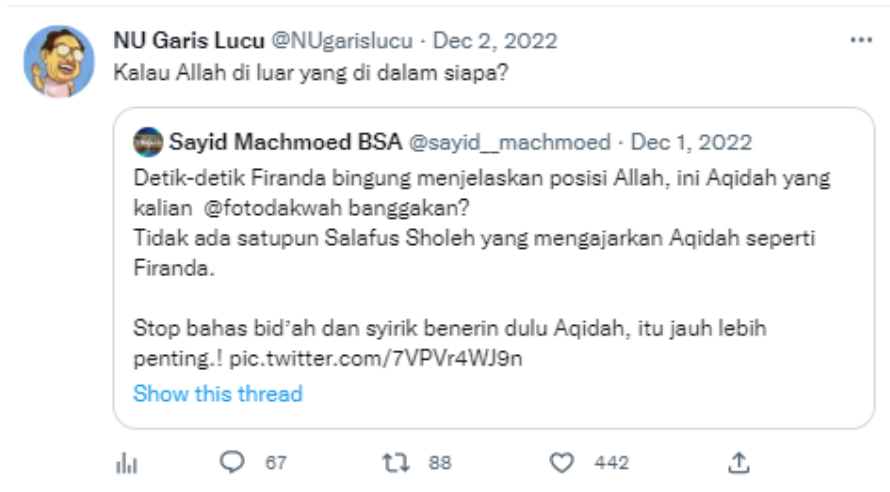 NU Garis Lucu @NUgarislucu · Dec 2, 2022
Kalau Allah di luar yang di dalam siapa?
Sayid Machmoed BSA @sayid__machmoed · Dec 1, 2022
Detik-detik Firanda bingung menjelaskan posisi Allah, ini Aqidah yang
kalian @fotodakwah banggakan?
Tidak ada satupun Salafus Sholeh yang mengajarkan Aqidah seperti
Firanda.
Stop bahas bid'ah dan syirik benerin dulu Aqidah, itu jauh lebih
penting.! pic.twitter.com/7VPVr4WJ9n
Show this thread
67 88 442